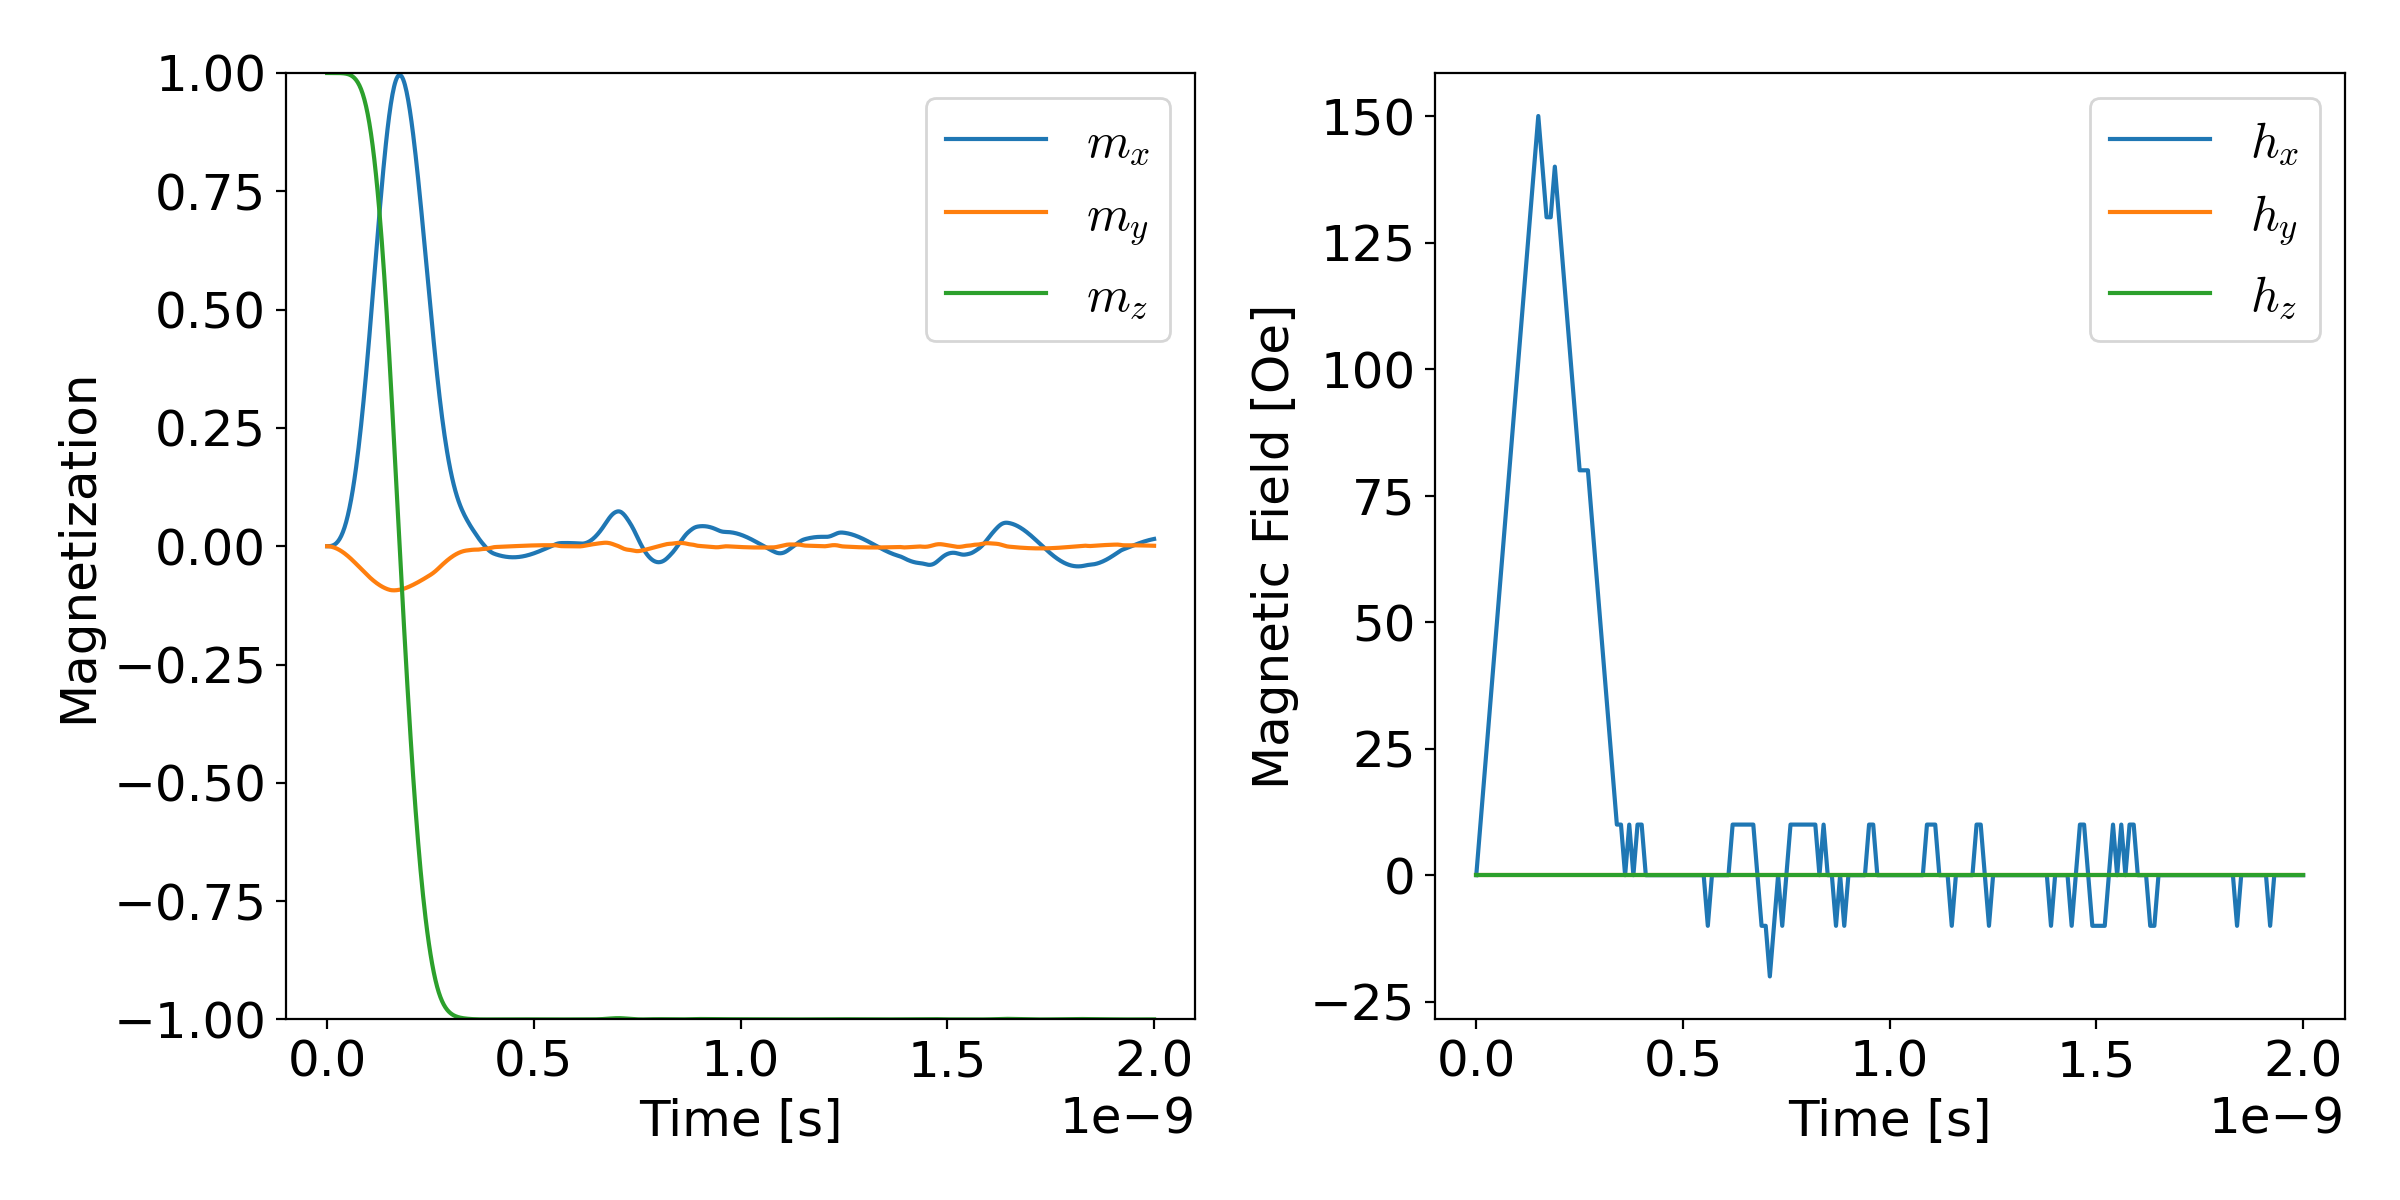 Magnetization
1.00
0.75
0.50
0.25
0.00
−0.25
−0.50
−0.75
−1.00
0.0 0.5 1.0 1.5 2.0
Time [s]
1e−9
m_x
m_y
m_z
Magnetic Field [Oe]
150
125
100
75
50
25
0
−25
0.0 0.5 1.0 1.5 2.0
Time [s]
1e−9
h_x
h_y
h_z